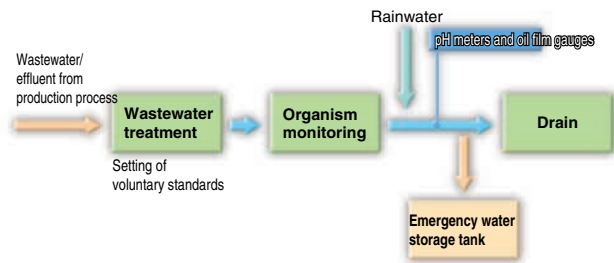 Rainwater
pH meters and oil film gauges
Wastewater/
effluent from
production process
Wastewater
treatment
Organism
monitoring
Drain
Setting of
voluntary standards
Emergency water
storage tank